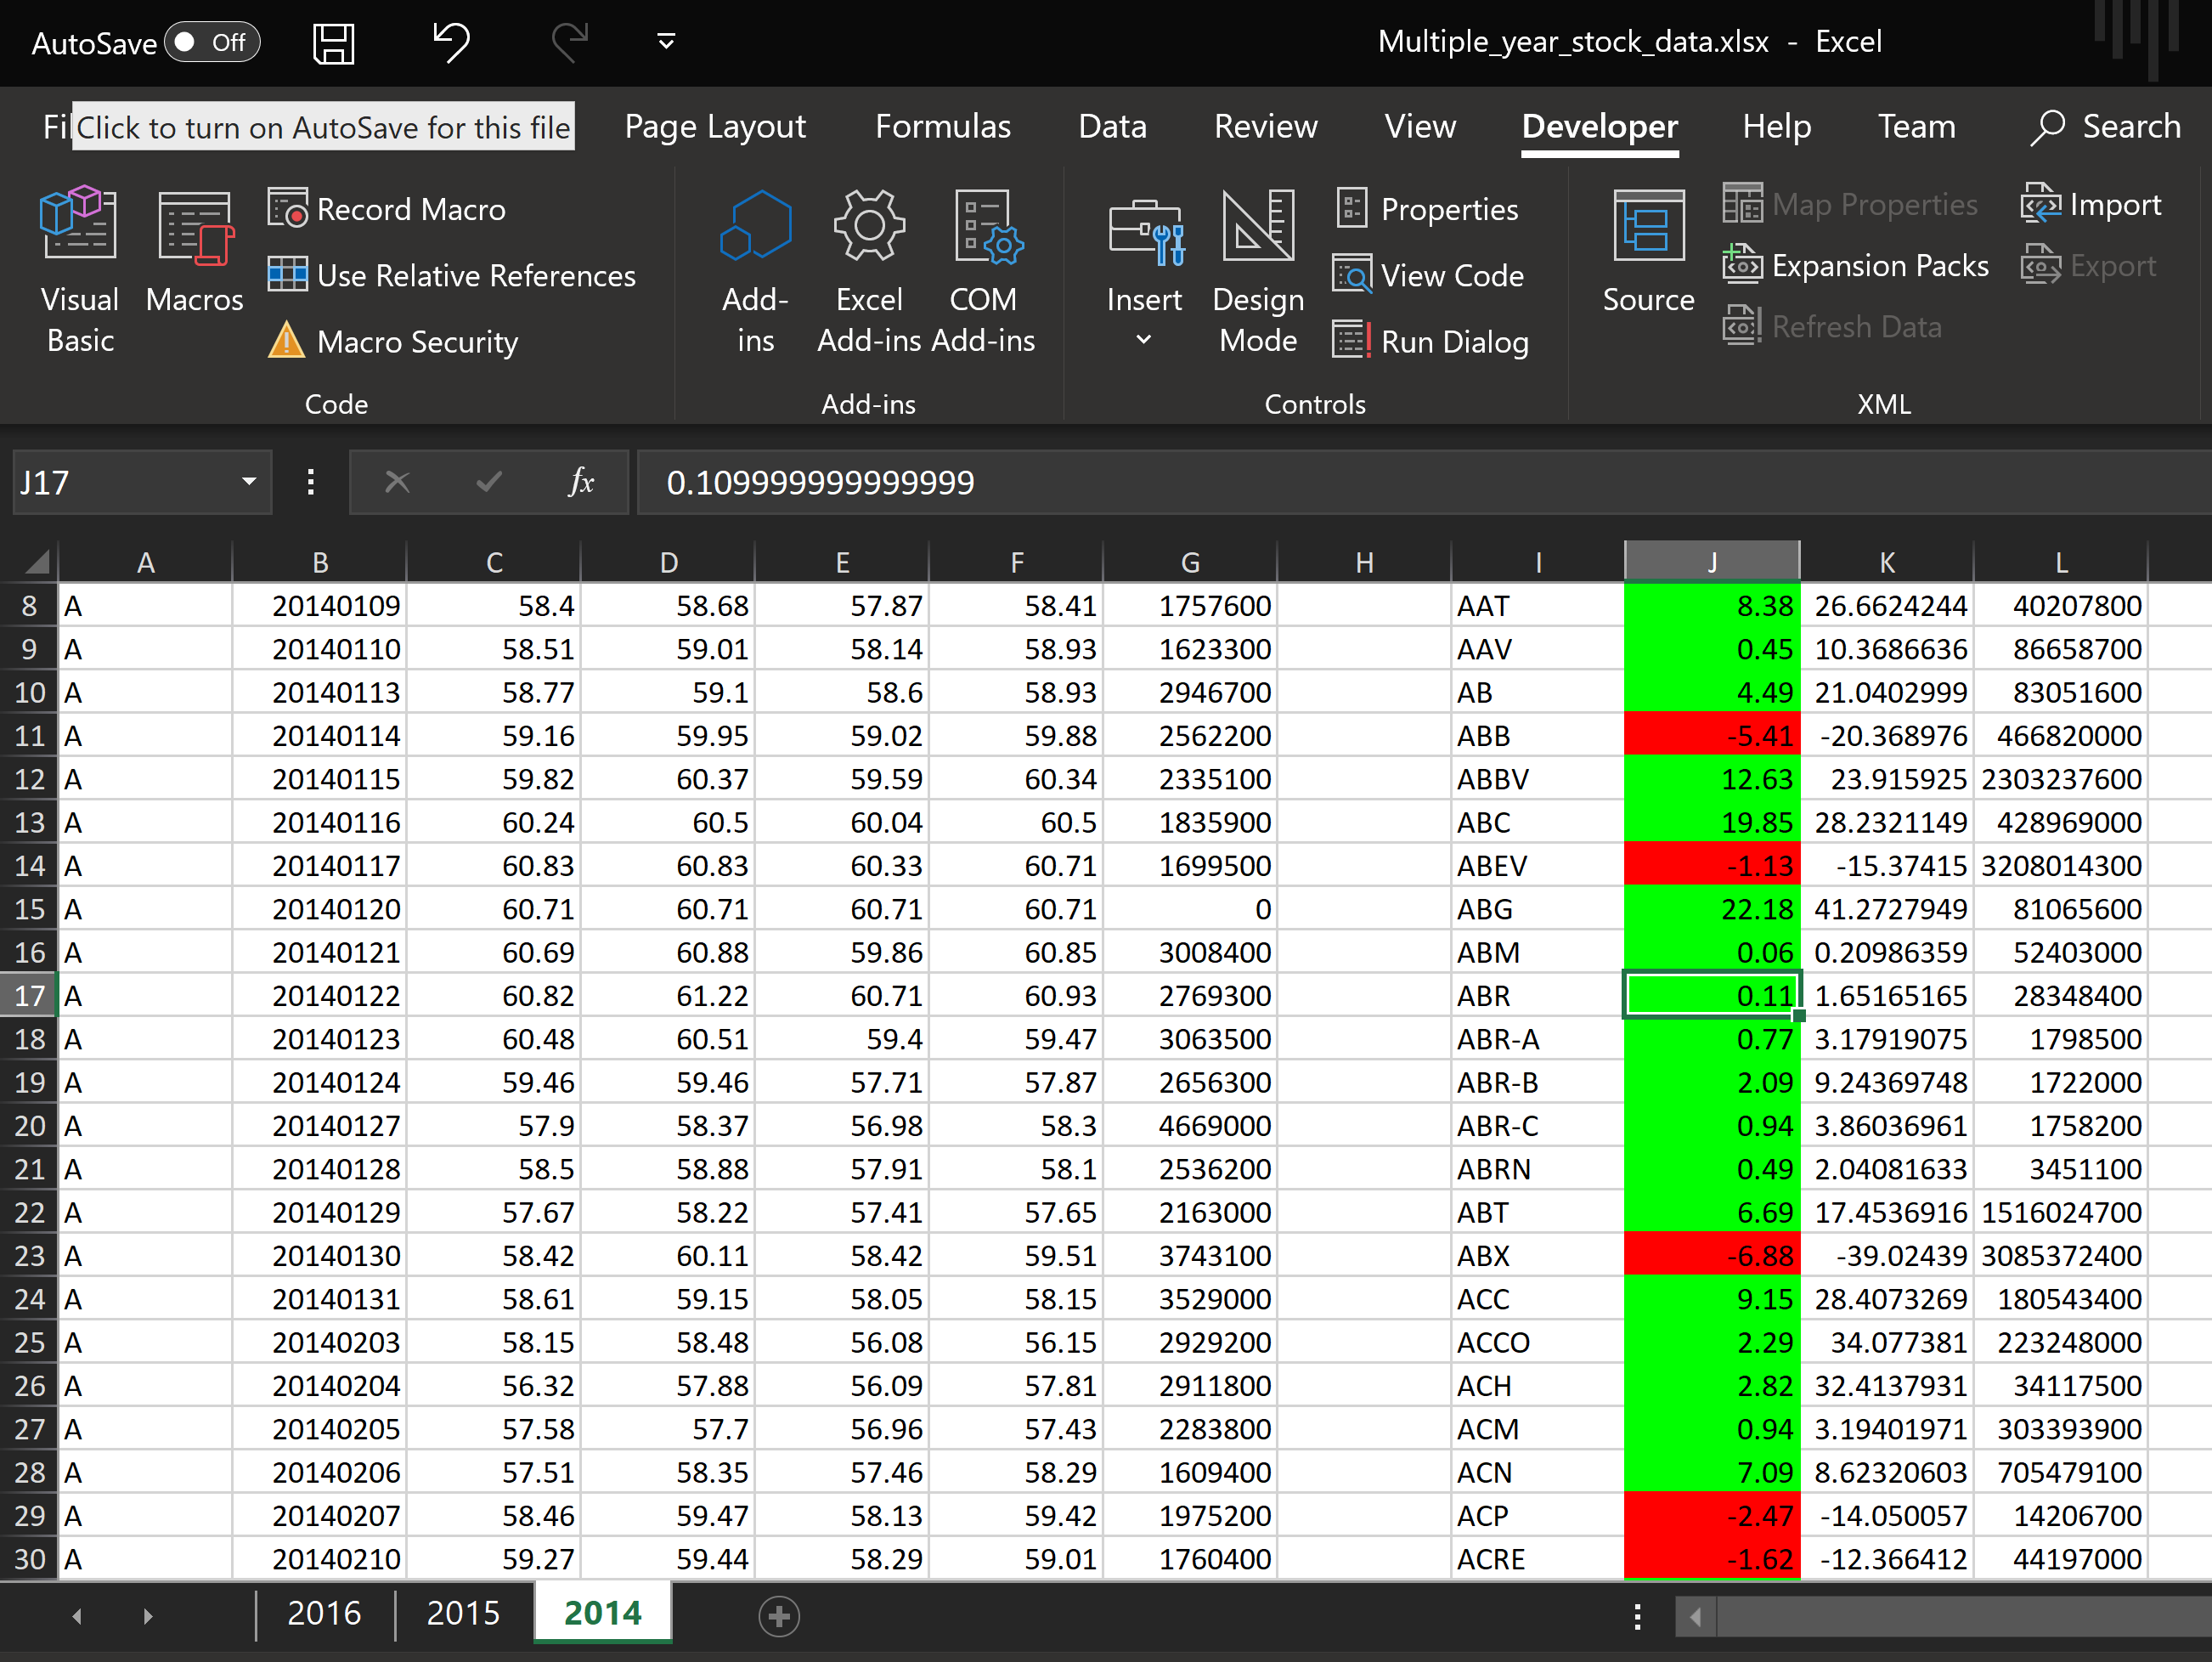 AutoSave Off Multiple_year_stock_data.xlsx - Excel
Fil Click to turn on AutoSave for this file Page Layout Formulas Data Review View Developer Help Team Search
Visual Basic Macros Record Macro Use Relative References Macro Security
Add-ins Excel Add-ins COM Add-ins
Insert Design Mode Properties View Code Run Dialog
Source Map Properties Expansion Packs Refresh Data Import Export
Code Add-ins Controls XML
J17 fx 0.109999999999999
A B C D E F G H I J K L
8 A 20140109 58.4 58.68 57.87 58.41 1757600 AAT 8.38 26.6624244 40207800
9 A 20140110 58.51 59.01 58.14 58.93 1623300 AAV 0.45 10.3686636 86658700
10 A 20140113 58.77 59.1 58.6 58.93 2946700 AB 4.49 21.0402999 83051600
11 A 20140114 59.16 59.95 59.02 59.88 2562200 ABB -5.41 -20.368976 466820000
12 A 20140115 59.82 60.37 59.59 60.34 2335100 ABBV 12.63 23.915925 2303237600
13 A 20140116 60.24 60.5 60.04 60.5 1835900 ABC 19.85 28.2321149 428969000
14 A 20140117 60.83 60.83 60.33 60.71 1699500 ABEV -1.13 -15.37415 3208014300
15 A 20140120 60.71 60.71 60.71 60.71 0 ABG 22.18 41.2727949 81065600
16 A 20140121 60.69 60.88 59.86 60.85 3008400 ABM 0.06 0.20986359 52403000
17 A 20140122 60.82 61.22 60.71 60.93 2769300 ABR 0.11 1.65165165 28348400
18 A 20140123 60.48 60.51 59.4 59.47 3063500 ABR-A 0.77 3.17919075 1798500
19 A 20140124 59.46 59.46 57.71 57.87 2656300 ABR-B 2.09 9.24369748 1722000
20 A 20140127 57.9 58.37 56.98 58.3 4669000 ABR-C 0.94 3.86036961 1758200
21 A 20140128 58.5 58.88 57.91 58.1 2536200 ABRN 0.49 2.04081633 3451100
22 A 20140129 57.67 58.22 57.41 57.65 2163000 ABT 6.69 17.4536916 1516024700
23 A 20140130 58.42 60.11 58.42 59.51 3743100 ABX -6.88 -39.02439 3085372400
24 A 20140131 58.61 59.15 58.05 58.15 3529000 ACC 9.15 28.4073269 180543400
25 A 20140203 58.15 58.48 56.08 56.15 2929200 ACCO 2.29 34.077381 223248000
26 A 20140204 56.32 57.88 56.09 57.81 2911800 ACH 2.82 32.4137931 34117500
27 A 20140205 57.58 57.7 56.96 57.43 2283800 ACM 0.94 3.19401971 303393900
28 A 20140206 57.51 58.35 57.46 58.29 1609400 ACN 7.09 8.62320603 705479100
29 A 20140207 58.46 59.47 58.13 59.42 1975200 ACP -2.47 -14.050057 14206700
30 A 20140210 59.27 59.44 58.29 59.01 1760400 ACRE -1.62 -12.366412 44197000
2016 2015 2014